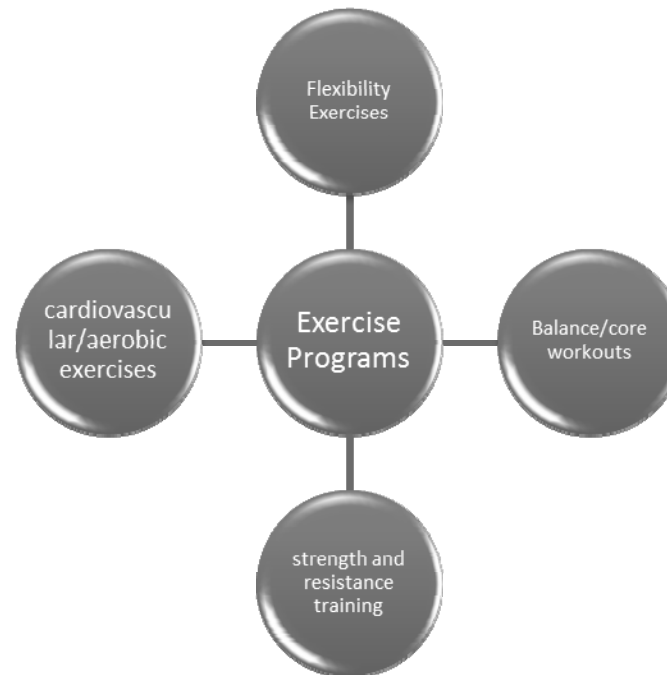 Flexibility
Exercises
cardiovascu
lar/aerobic
exercises
Exercise
Programs
Balance/core
workouts
strength and
resistance
training